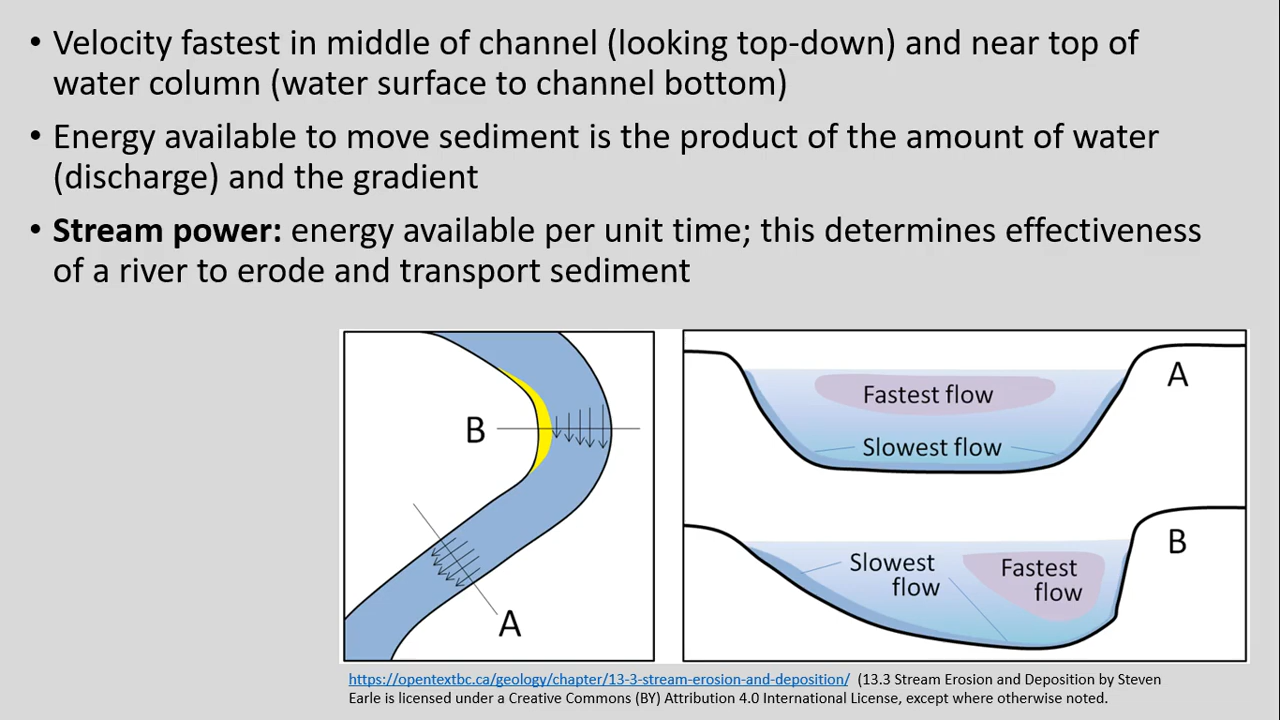 • Velocity fastest in middle of channel (looking top-down) and near top of
water column (water surface to channel bottom)
• Energy available to move sediment is the product of the amount of water
(discharge) and the gradient
• Stream power: energy available per unit time; this determines effectiveness
of a river to erode and transport sediment
B
A
A
Fastest flow
Slowest flow
B
Slowest
flow
Fastest
flow
https://opentextbc.ca/geology/chapter/13-3-stream-erosion-and-deposition/ (13.3 Stream Erosion and Deposition by Steven
Earle is licensed under a Creative Commons (BY) Attribution 4.0 International License, except where otherwise noted.